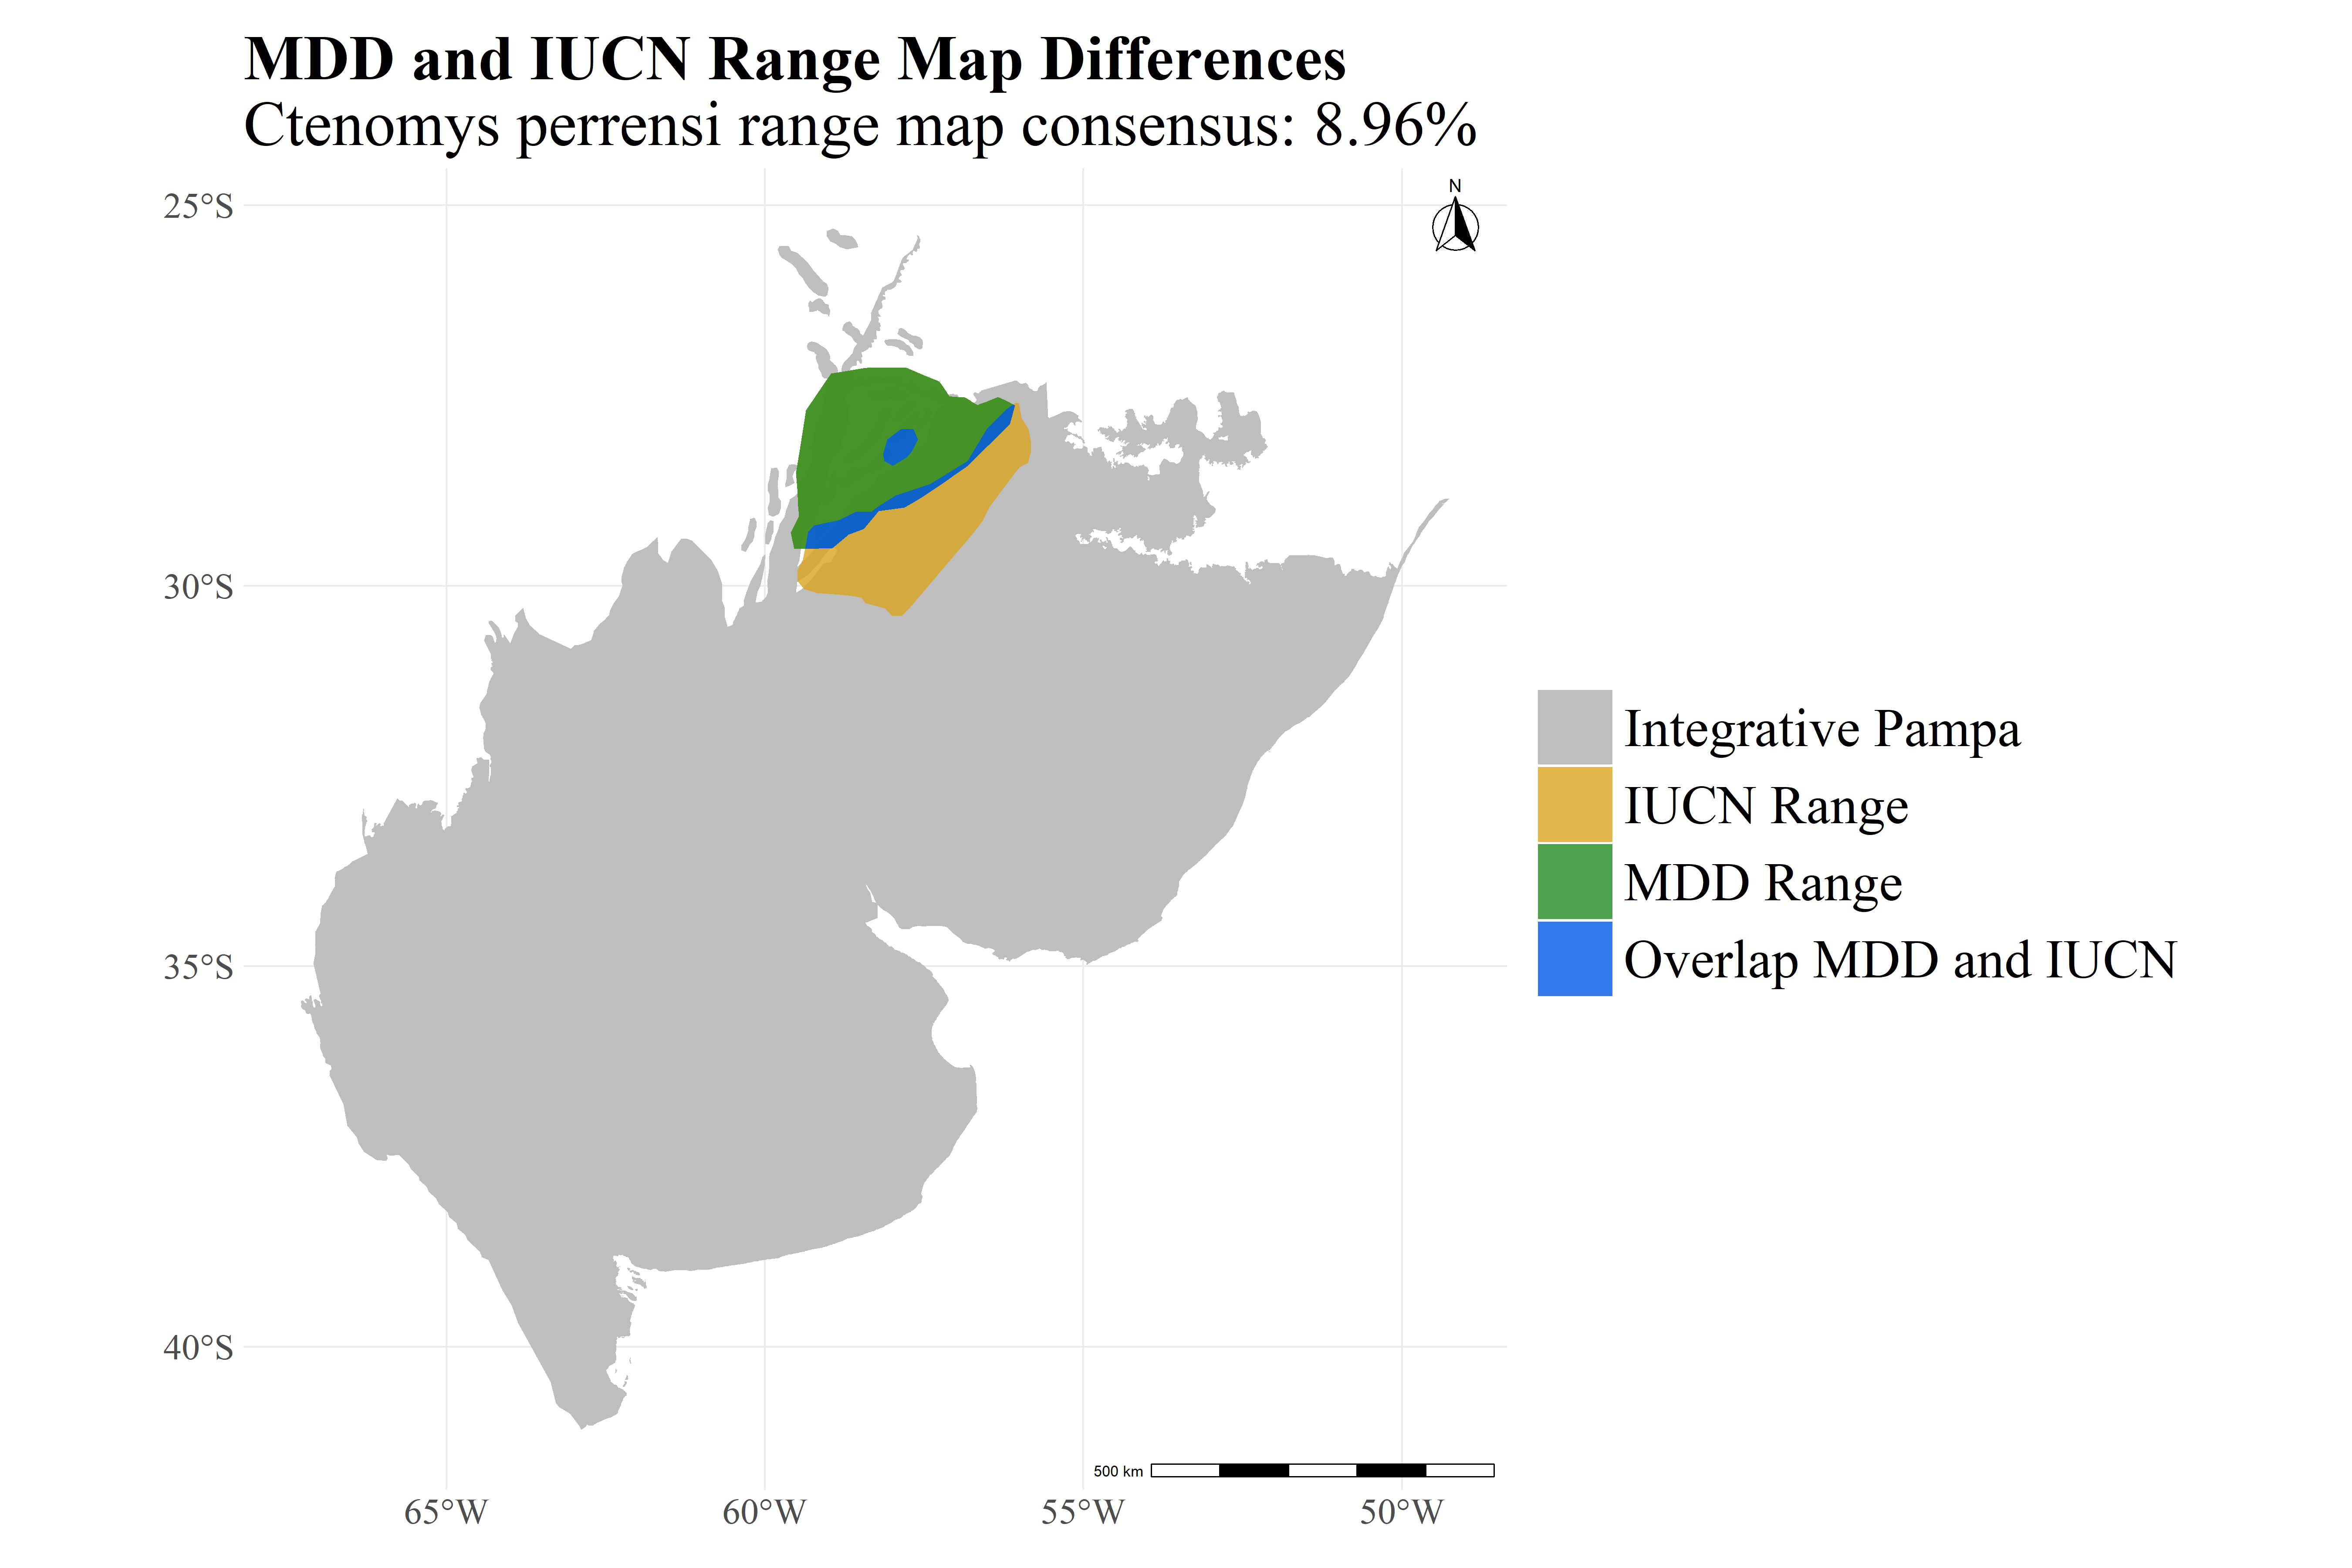 MDD and IUCN Range Map Differences
Ctenomys perrensi range map consensus: 8.96%
N
25°S
30°S
35°S
40°S
Integrative Pampa
IUCN Range
MDD Range
Overlap MDD and IUCN
500 km
65°W 60°W 55°W 50°W